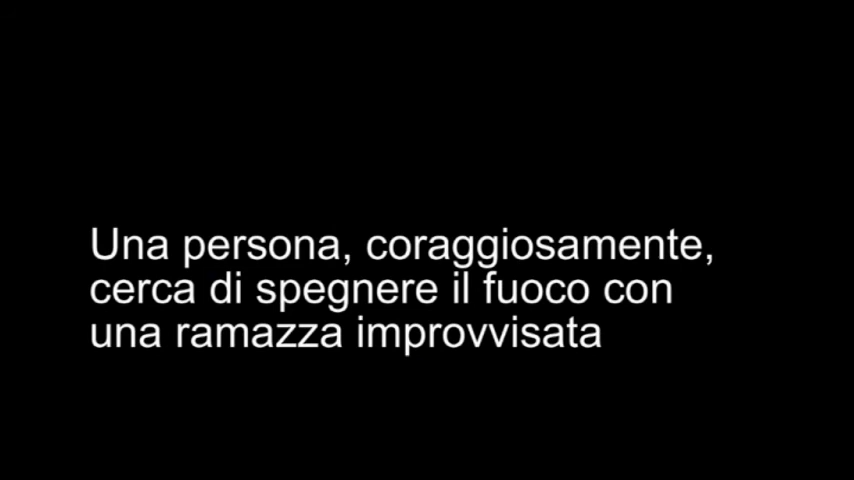 Una persona, coraggiosamente,
cerca di spegnere il fuoco con
una ramazza improvvisata